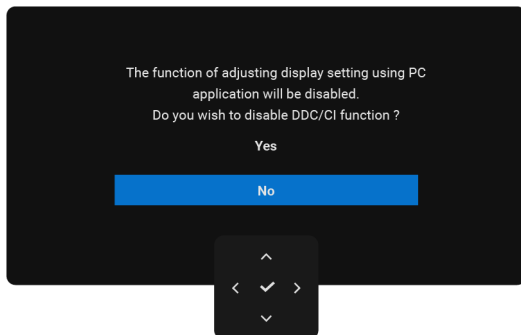 The function of adjusting display setting using PC
application will be disabled.
Do you wish to disable DDC/CI function ?
Yes
No